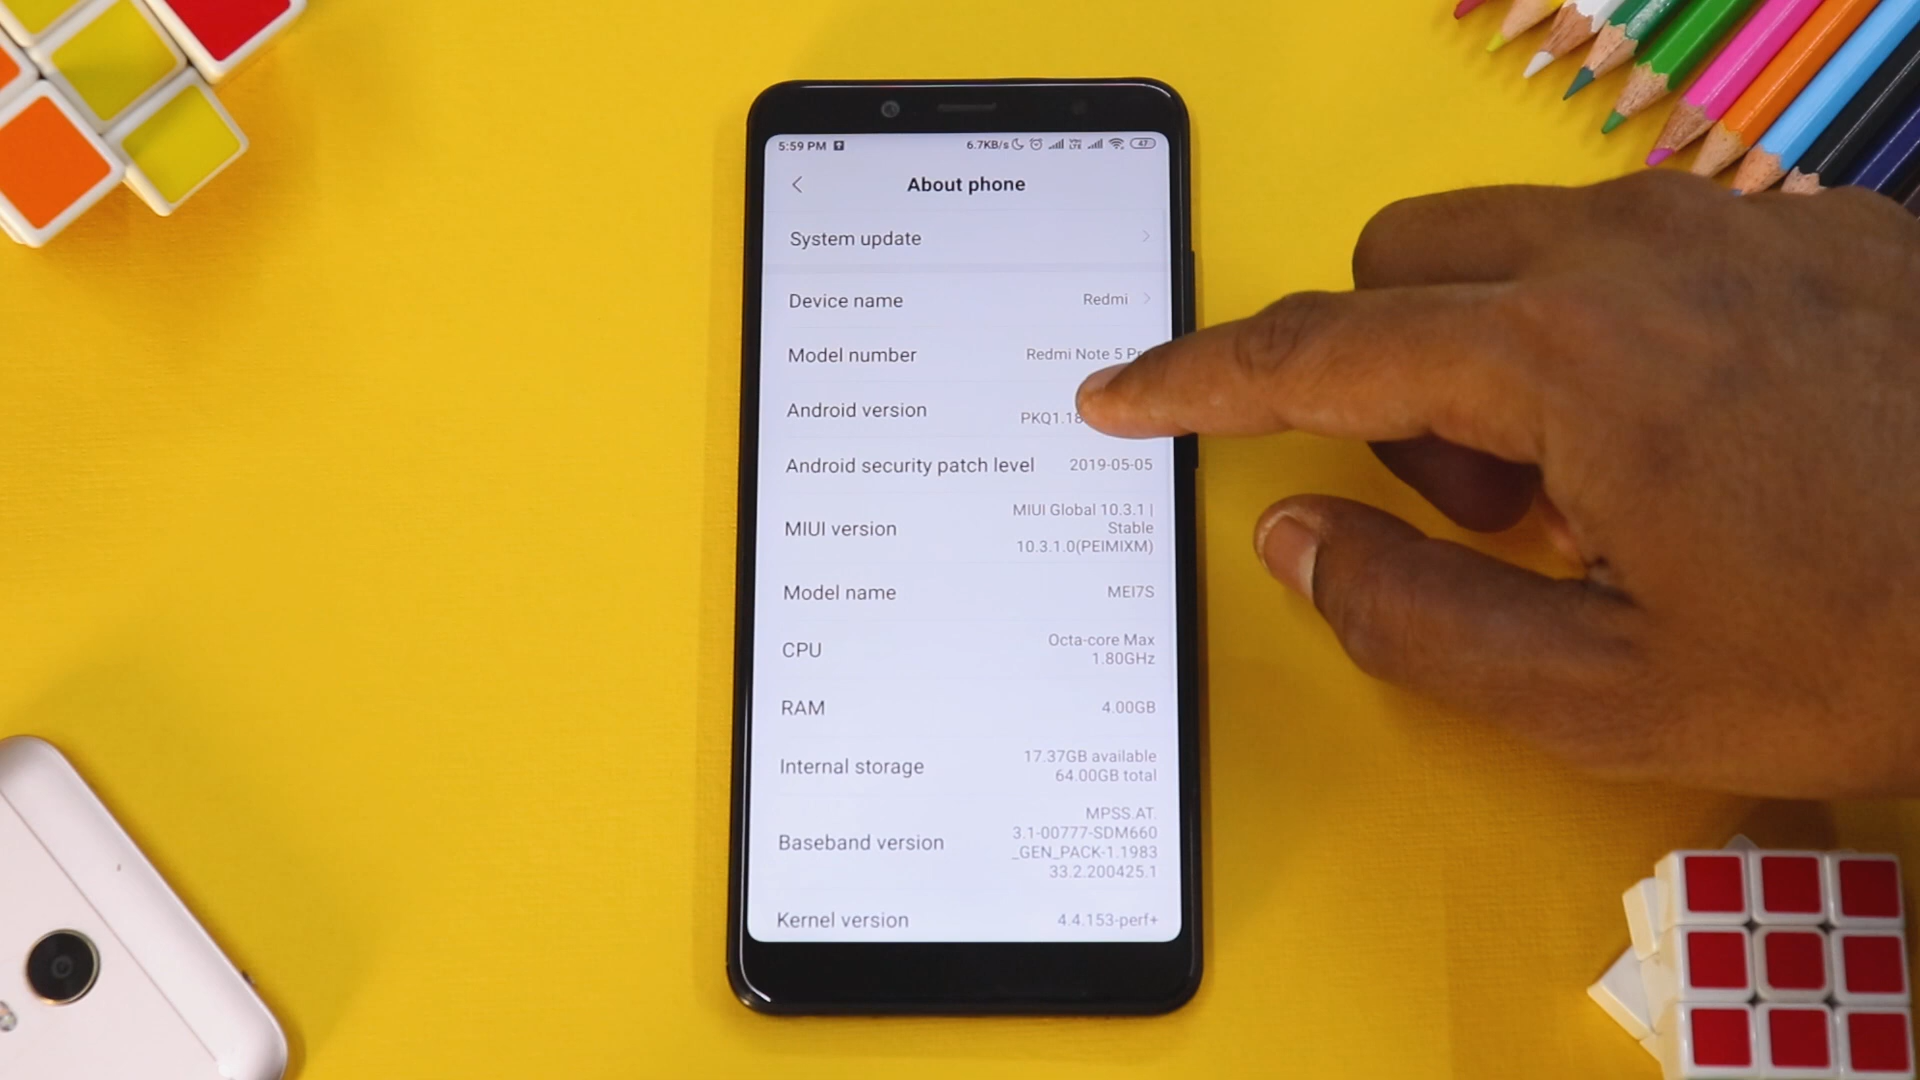 5:59 PM 6.7KB/s 47
About phone
System update
Device name Redmi
Model number Redmi Note 5
Android version PKQ1.18
Android security patch level 2019-05-05
MIUI version MIUI Global 10.3.1 |
Stable
10.3.1.0(PEIMIXM)
Model name MEI7S
CPU Octa-core Max
1.80GHz
RAM 4.00GB
Internal storage 17.37GB available
64.00GB total
Baseband version MPSS.AT.
3.1-00777-SDM660
_GEN_PACK-1.1983
33.2.200425.1
Kernel version 4.4.153-perf+